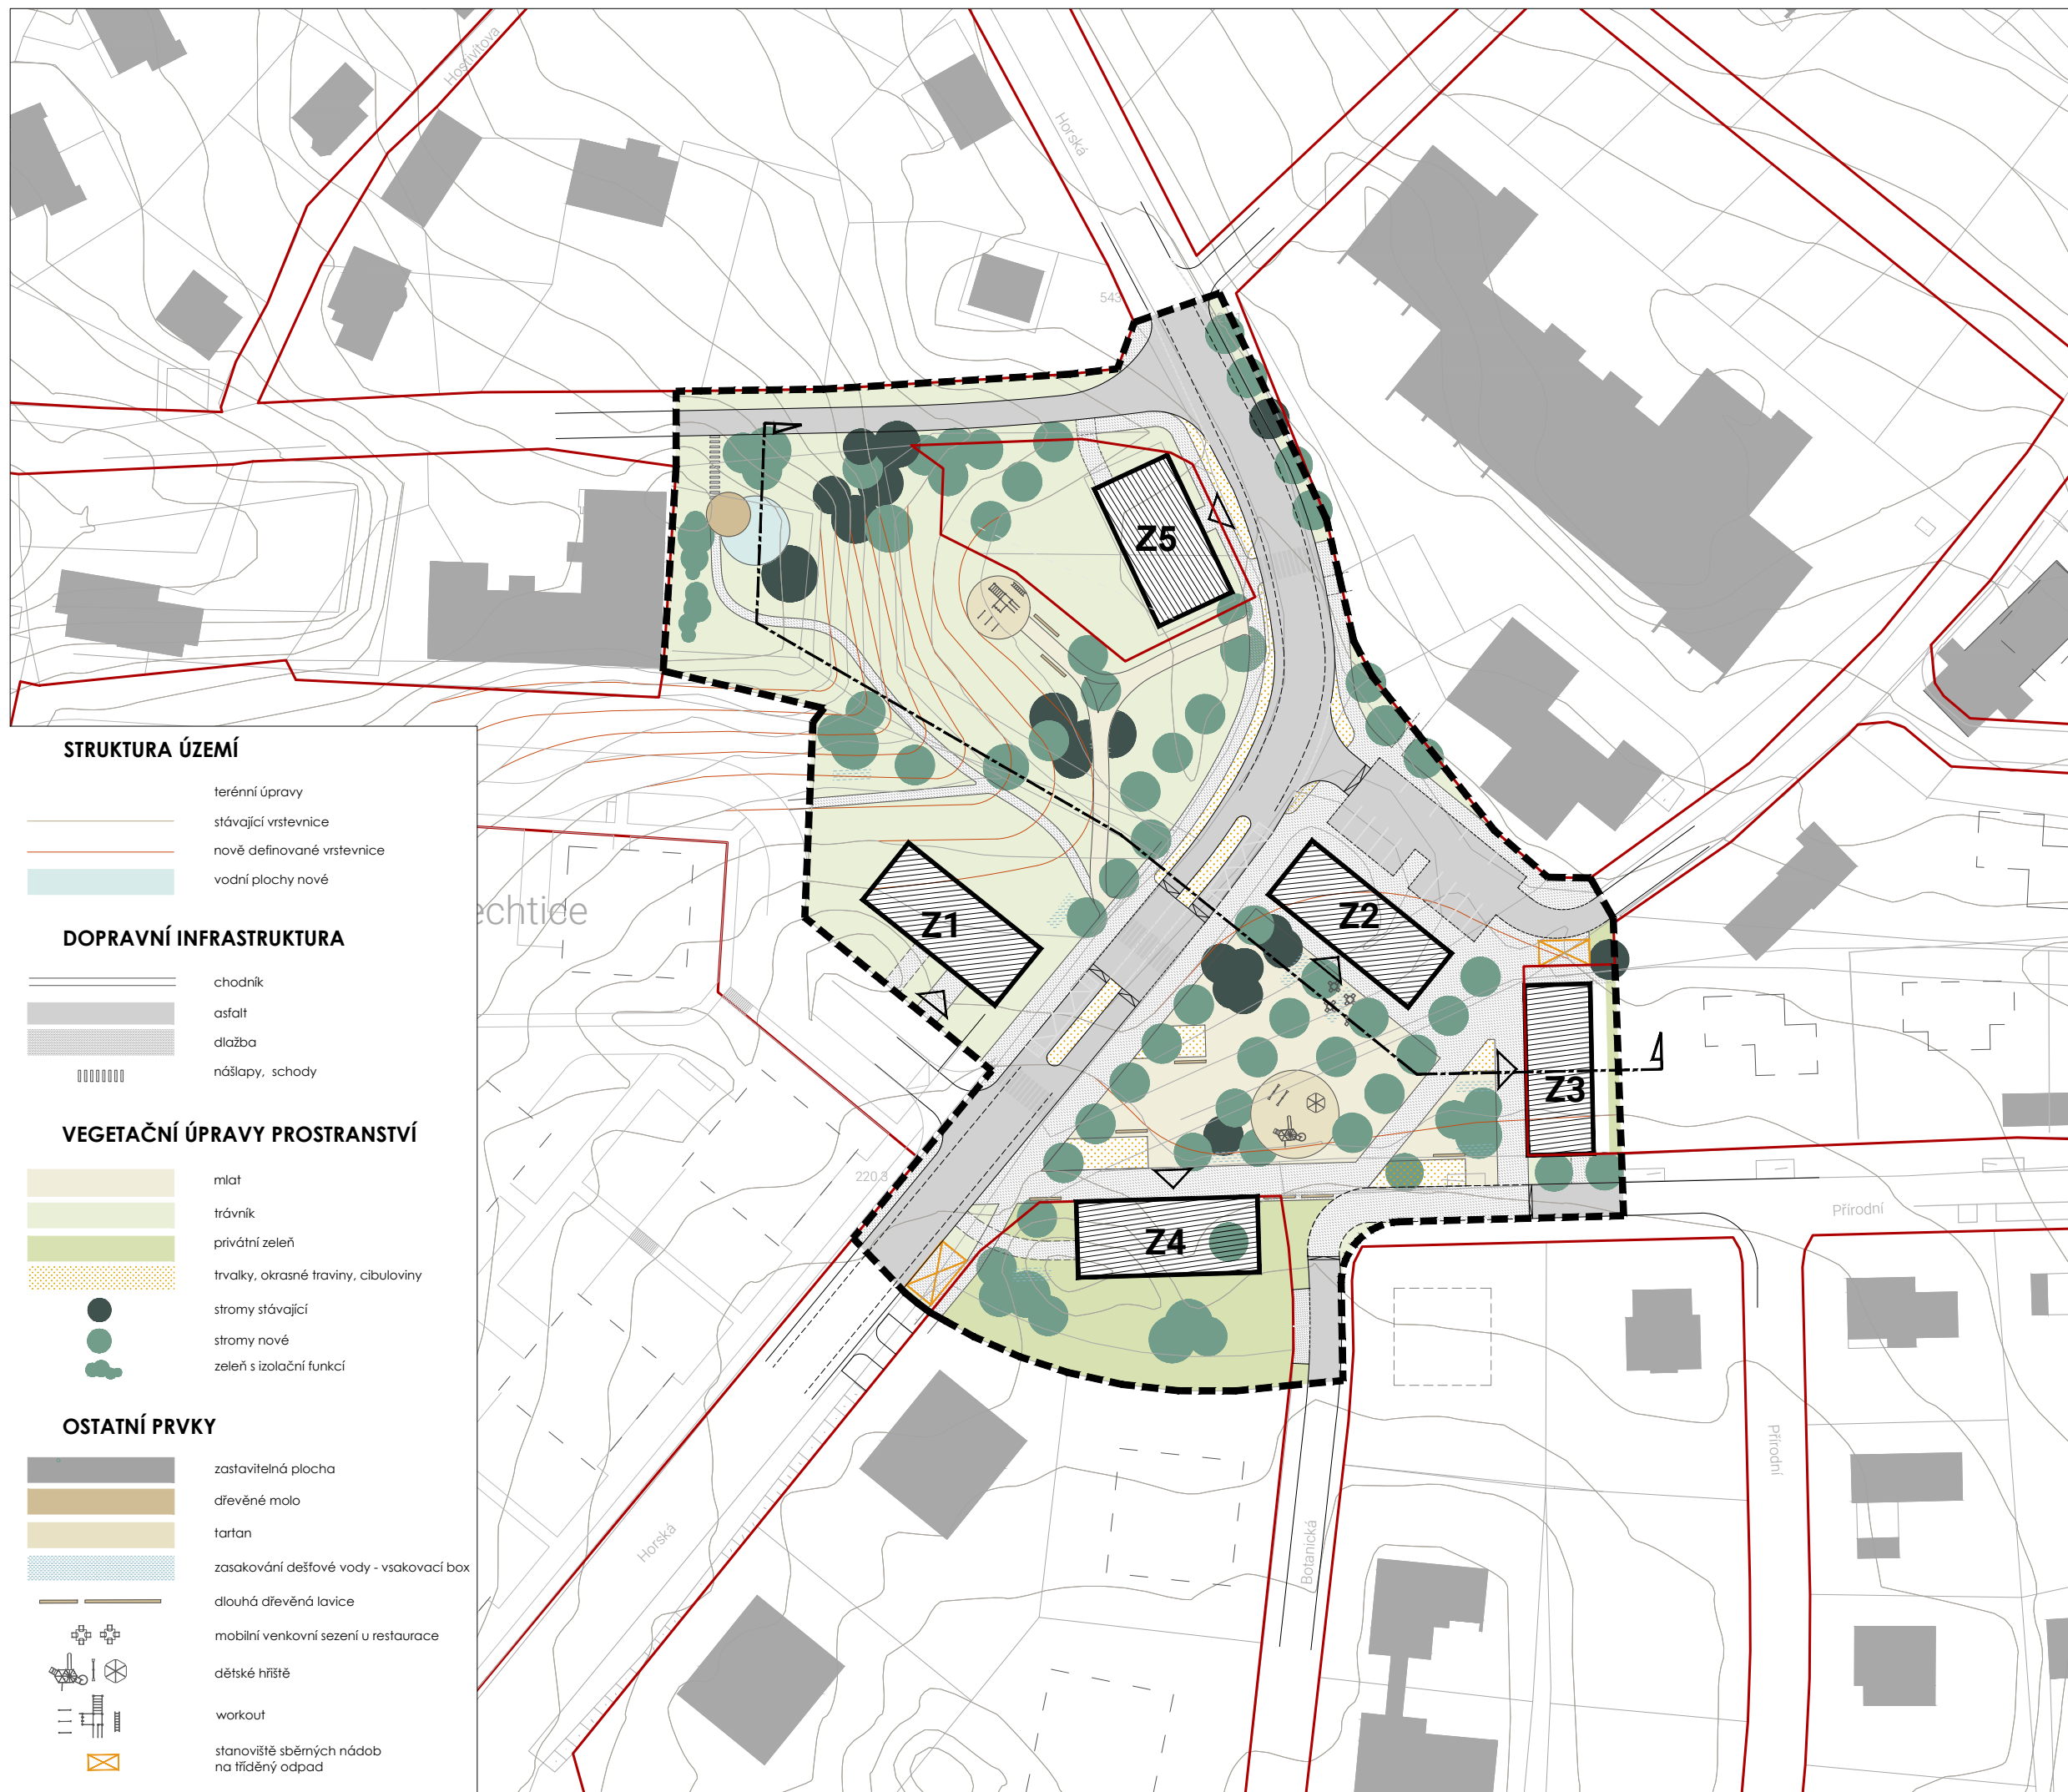 Hostivítova
Horská
543
Z5
STRUKTURA ÚZEMÍ
terénní úpravy
stávající vrstevnice
nově definované vrstevnice
vodní plochy nové
echtice
Z1
Z2
DOPRAVNÍ INFRASTRUKTURA
chodník
asfalt
dlažba
nášlapy, schody
Z3
VEGETAČNÍ ÚPRAVY PROSTRANSTVÍ
mlat
trávník
privátní zeleň
trvalky, okrasné traviny, cibuloviny
stromy stávající
stromy nové
zeleň s izolační funkcí
220.3
Přírodní
Z4
OSTATNÍ PRVKY
zastavitelná plocha
dřevěné molo
tartan
zasakování dešťové vody - vsakovací box
dlouhá dřevěná lavice
mobilní venkovní sezení u restaurace
dětské hřiště
workout
stanoviště sběrných nádob
na tříděný odpad
Horská
Botanická
Přírodní